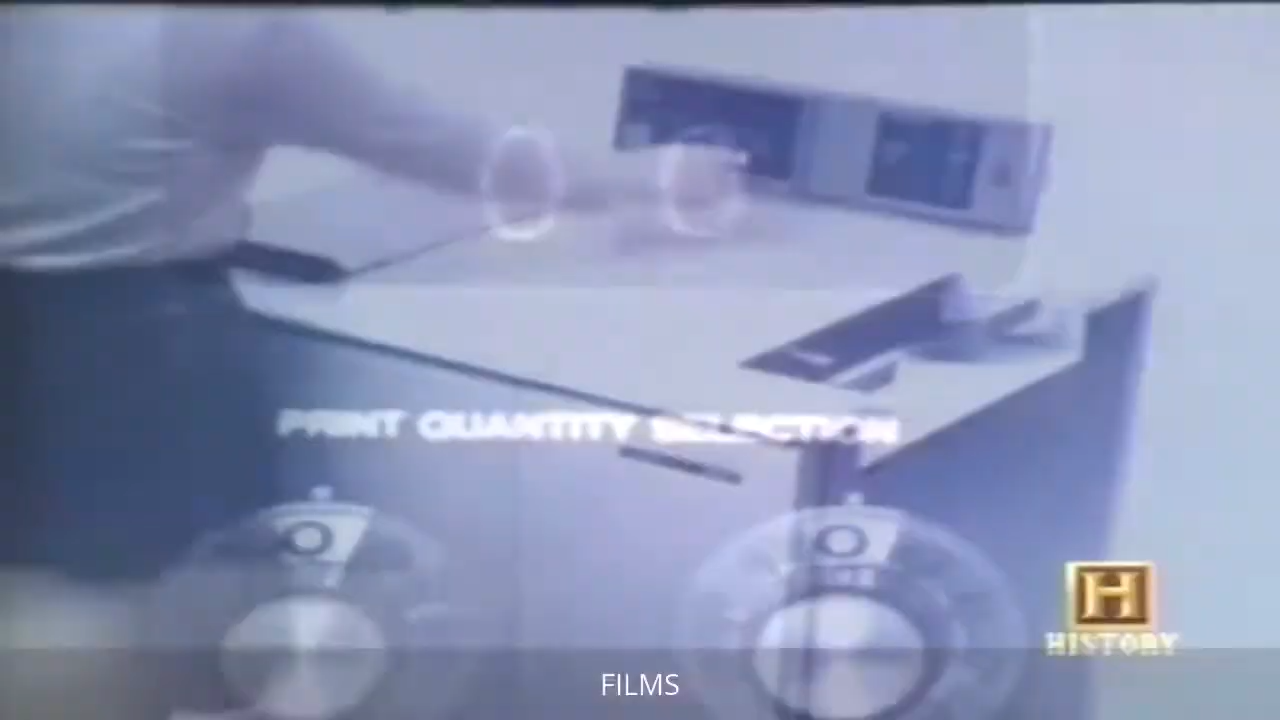 PRINT QUANTITY SELECTION
O O
H
HISTORY
FILMS